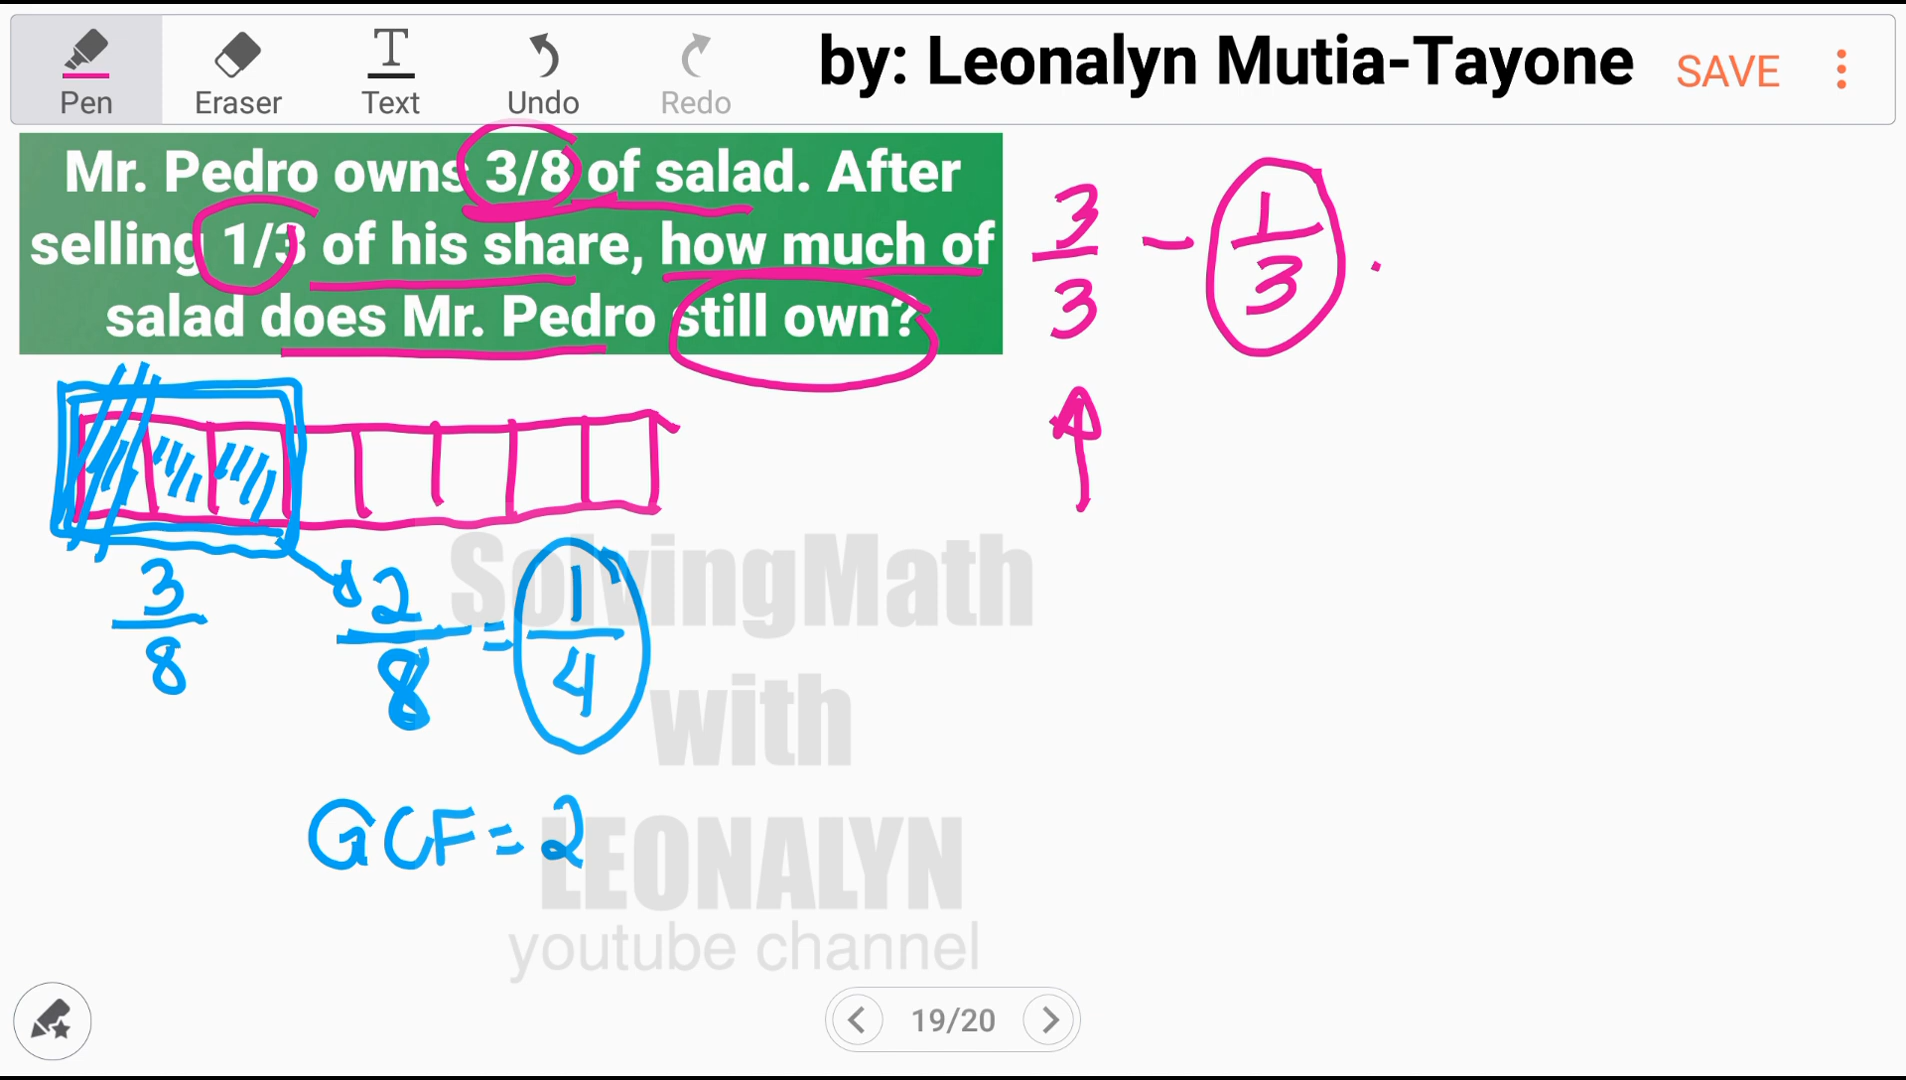 Pen
Eraser
Text
Undo
Redo
by: Leonalyn Mutia-Tayone
SAVE
Mr. Pedro owns 3/8 of salad. After
selling 1/3 of his share, how much of
salad does Mr. Pedro still own?
3/3 - 1/3
3/8
2/8 = 1/4
GCF = 2
SolvingMath
with
LEONALYN
youtube channel
19/20